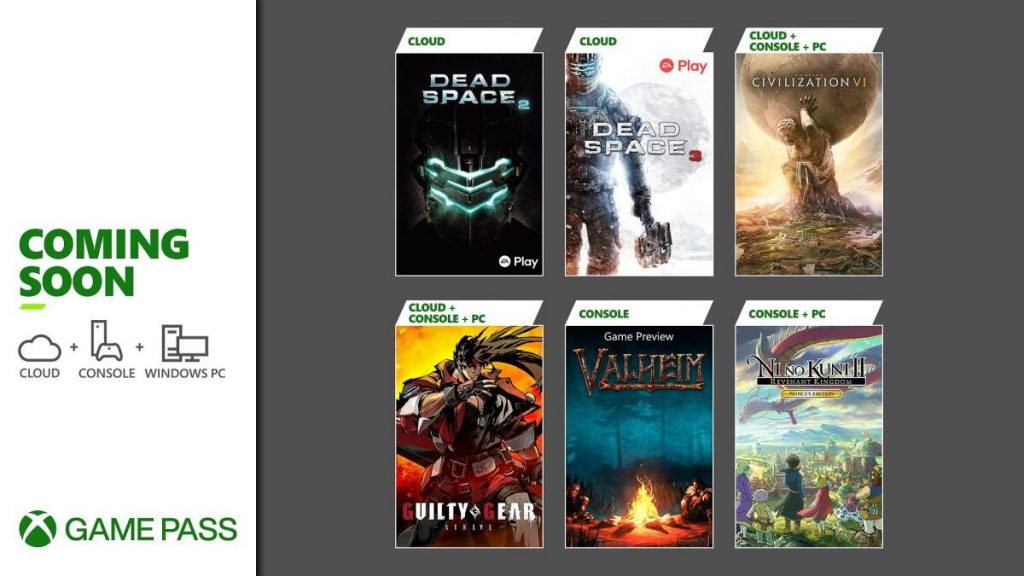 COMING
SOON
CLOUD + CONSOLE + WINDOWS PC
XBOX GAME PASS
CLOUD
DEAD
SPACE 2
EA Play
CLOUD
EA Play
DEAD
SPACE 3
CLOUD +
CONSOLE + PC
CIVILIZATION VI
CLOUD +
CONSOLE + PC
GUILTY GEAR
STRIVE
CONSOLE
Game Preview
VALHEIM
CONSOLE + PC
NI NO KUNI II
REVENANT KINGDOM
PRINCE'S EDITION